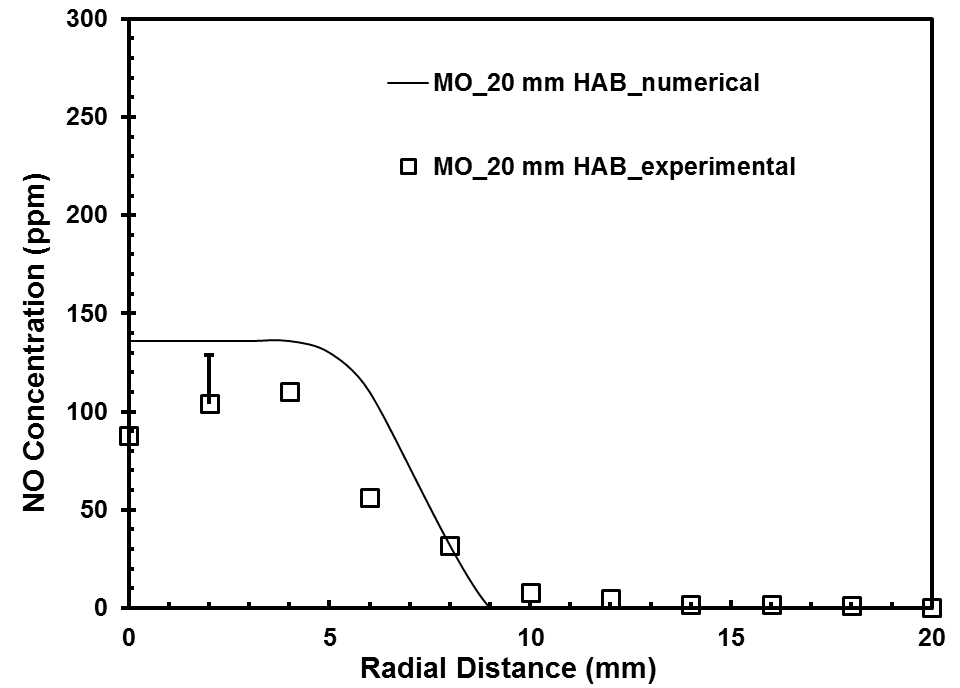 300
250
200
150
100
50
0
NO Concentration (ppm)
MO_20 mm HAB_numerical
MO_20 mm HAB_experimental
0 5 10 15 20
Radial Distance (mm)